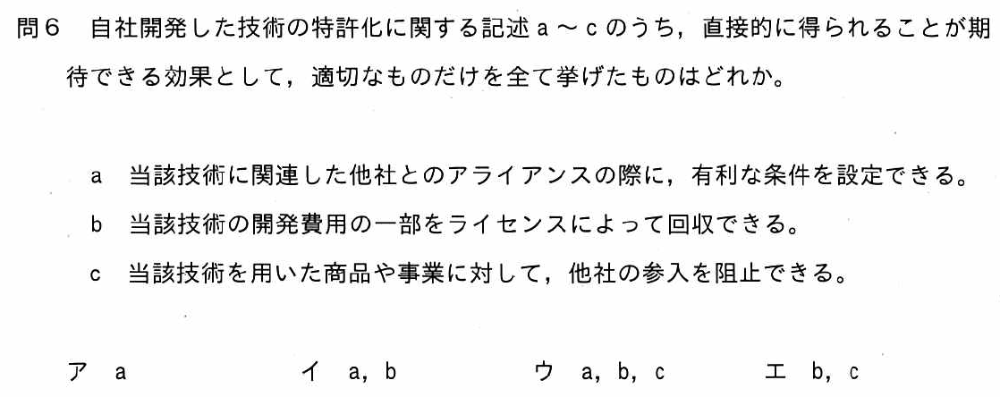 問6　自社開発した技術の特許化に関する記述a～cのうち，直接的に得られることが期
待できる効果として，適切なものだけを全て挙げたものはどれか。
a　当該技術に関連した他社とのアライアンスの際に，有利な条件を設定できる。
b　当該技術の開発費用の一部をライセンスによって回収できる。
c　当該技術を用いた商品や事業に対して，他社の参入を阻止できる。
ア　a　イ　a，b　ウ　a，b，c　エ　b，c